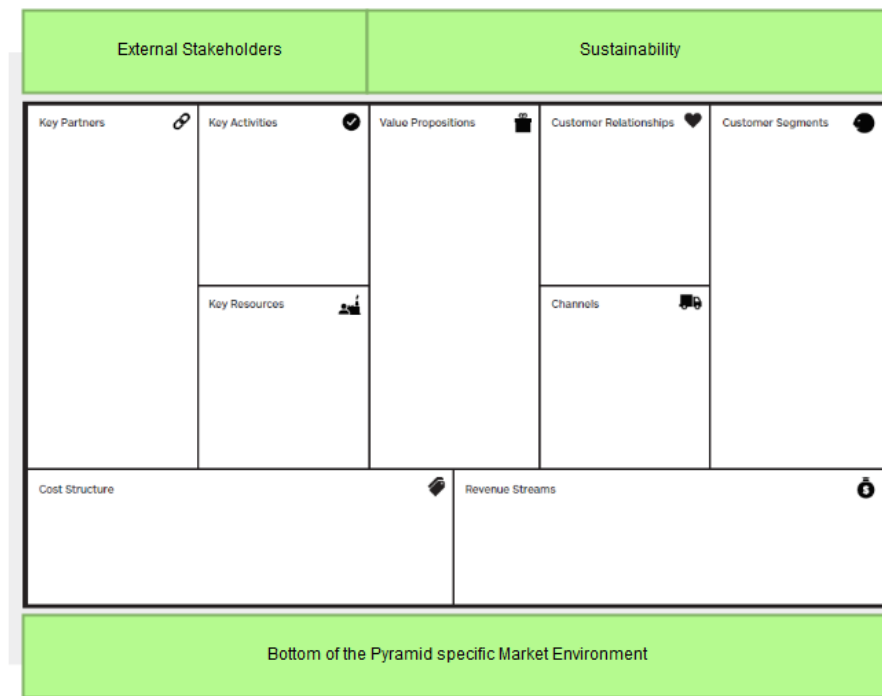 External Stakeholders
Sustainability
Key Partners
Key Activities
Value Propositions
Customer Relationships
Customer Segments
Key Resources
Channels
Cost Structure
Revenue Streams
$
Bottom of the Pyramid specific Market Environment